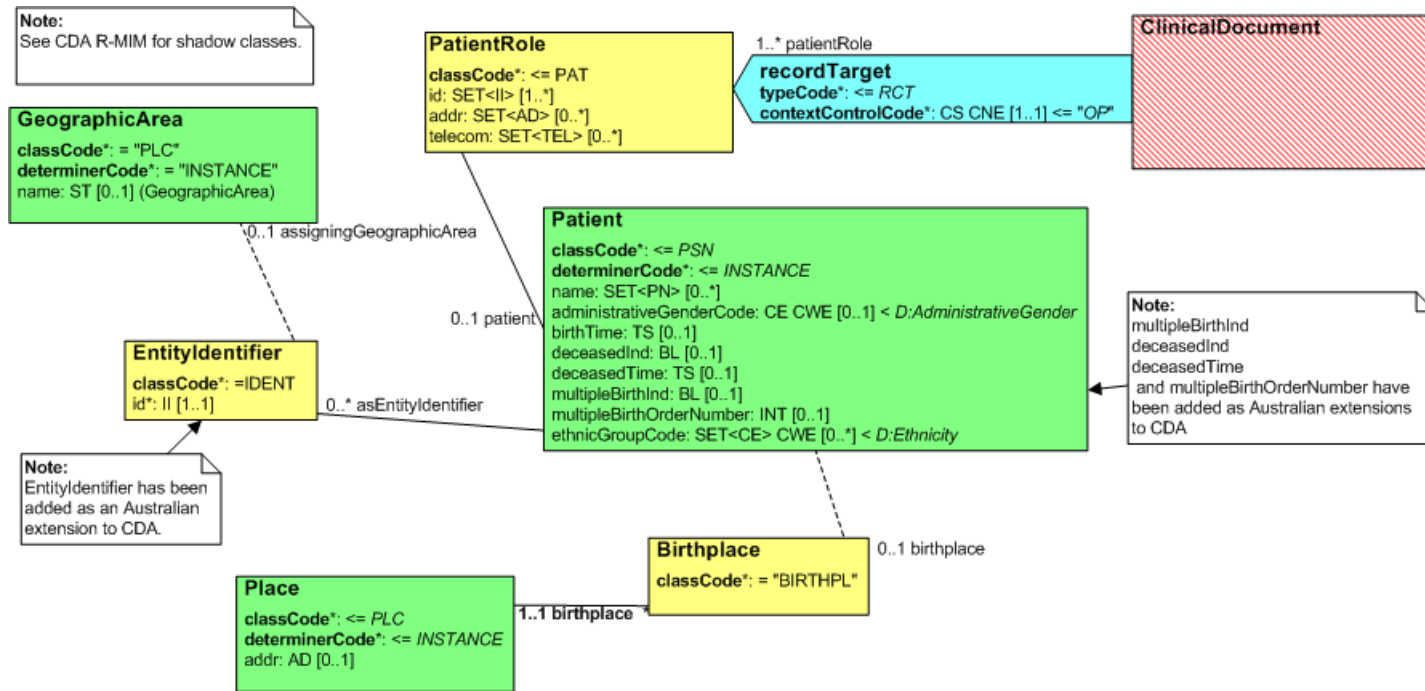 Note:
See CDA R-MIM for shadow classes.
PatientRole
classCode*: <= PAT
id: SET<II> [1..*]
addr: SET<AD> [0..*]
telecom: SET<TEL> [0..*]
1..* patientRole
recordTarget
typeCode*: <= RCT
contextControlCode*: CS CNE [1..1] <= "OP"
ClinicalDocument
GeographicArea
classCode*: = "PLC"
determinerCode*: = "INSTANCE"
name: ST [0..1] (GeographicArea)
0..1 assigningGeographicArea
0..1 patient
Patient
classCode*: <= PSN
determinerCode*: <= INSTANCE
name: SET<PN> [0..*]
administrativeGenderCode: CE CWE [0..1] < D:AdministrativeGender
birthTime: TS [0..1]
deceasedInd: BL [0..1]
deceasedTime: TS [0..1]
multipleBirthInd: BL [0..1]
multipleBirthOrderNumber: INT [0..1]
ethnicGroupCode: SET<CE> CWE [0..*] < D:Ethnicity
Note:
multipleBirthInd
deceasedInd
deceasedTime
and multipleBirthOrderNumber have
been added as Australian extensions
to CDA
EntityIdentifier
classCode*: =IDENT
id*: II [1..1]
0..* asEntityIdentifier
Note:
EntityIdentifier has been
added as an Australian
extension to CDA.
0..1 birthplace
Birthplace
classCode*: = "BIRTHPL"
Place
classCode*: <= PLC
determinerCode*: <= INSTANCE
addr: AD [0..1]
1..1 birthplace *